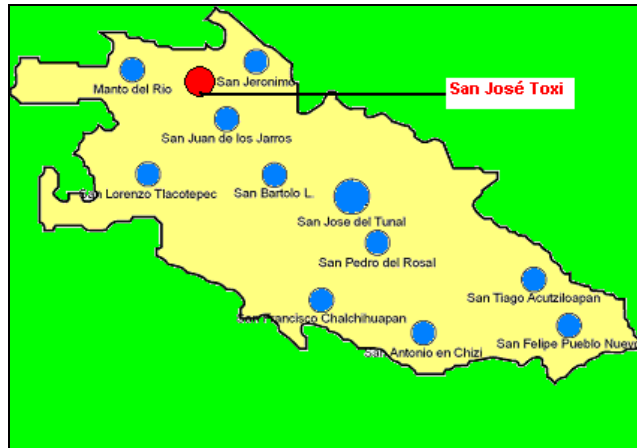 San Jeronimo
Manto del Rio
San José Toxi
San Juan de los Jarros
San Lorenzo Tlacotepec
San Bartolo L.
San Jose del Tunal
San Pedro del Rosal
San Tiago Acutziloapan
San Francisco Chalchihuapan
San Felipe Pueblo Nuevo
San Antonio en Chizi